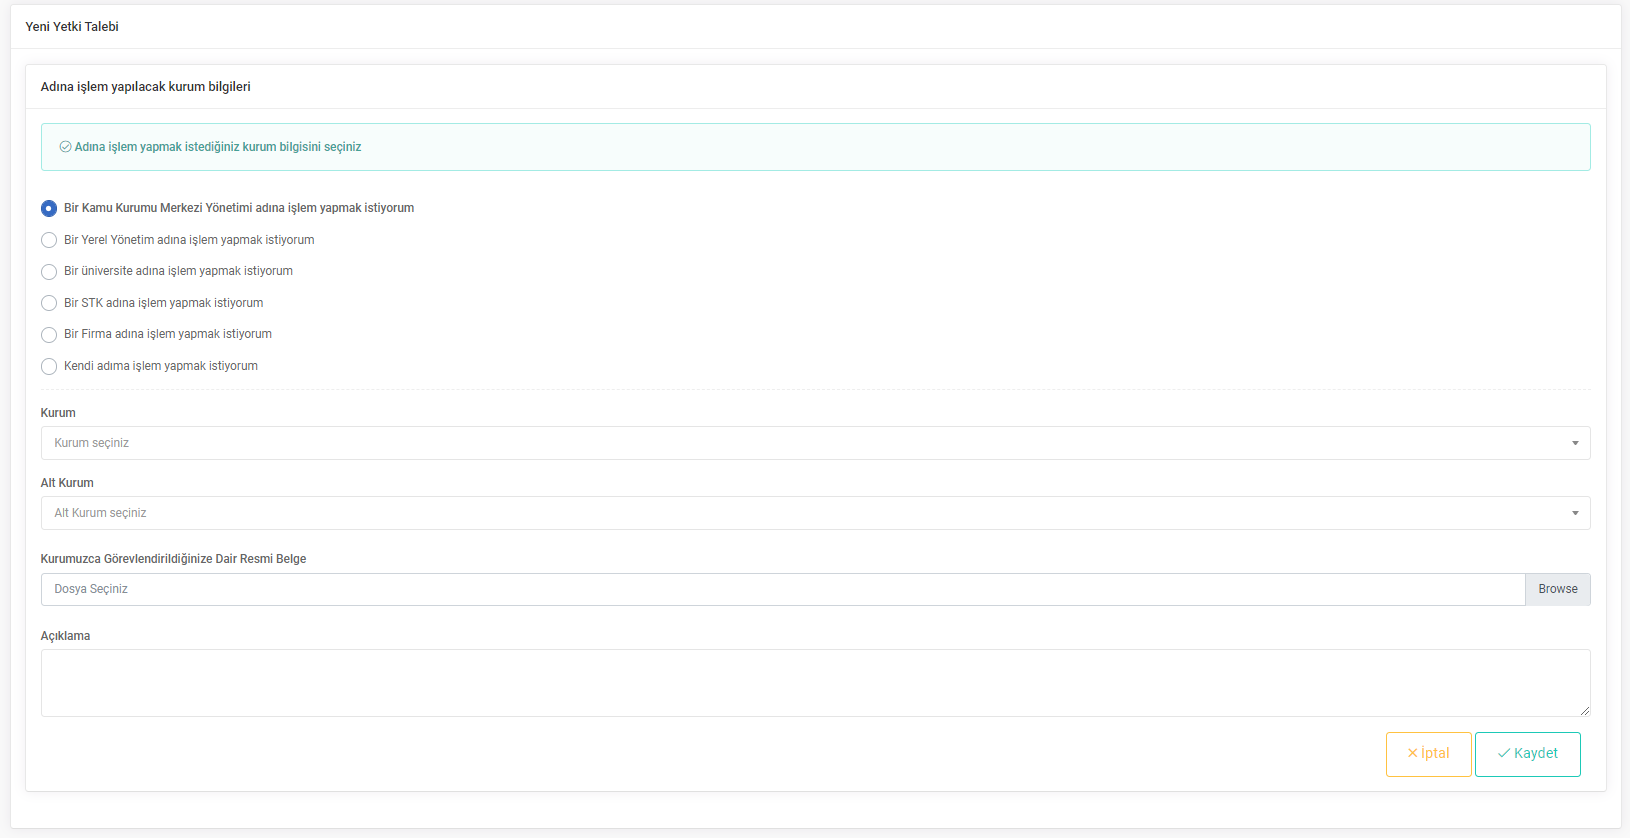 Yeni Yetki Talebi
Adına işlem yapılacak kurum bilgileri
Adına işlem yapmak istediğiniz kurum bilgisini seçiniz
Bir Kamu Kurumu Merkezi Yönetimi adına işlem yapmak istiyorum
Bir Yerel Yönetim adına işlem yapmak istiyorum
Bir üniversite adına işlem yapmak istiyorum
Bir STK adına işlem yapmak istiyorum
Bir Firma adına işlem yapmak istiyorum
Kendi adıma işlem yapmak istiyorum
Kurum
Kurum seçiniz
Alt Kurum
Alt Kurum seçiniz
Kurumuzca Görevlendirildiğinize Dair Resmi Belge
Dosya Seçiniz Browse
Açıklama
İptal Kaydet